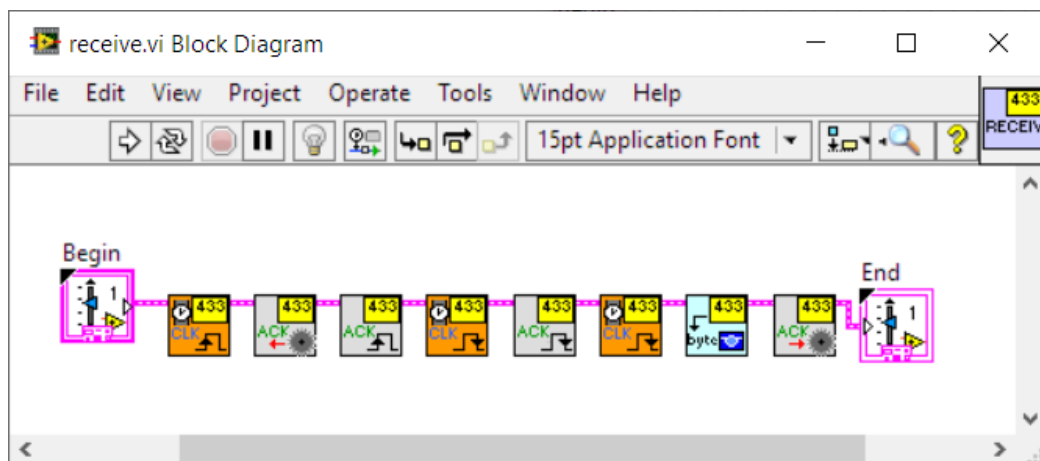 receive.vi Block Diagram
File Edit View Project Operate Tools Window Help
433
RECEIV
15pt Application Font
Begin
End
1 433 433 433 433 433 433 433 433 1
CLK ACK ACK CLK ACK CLK byte ACK